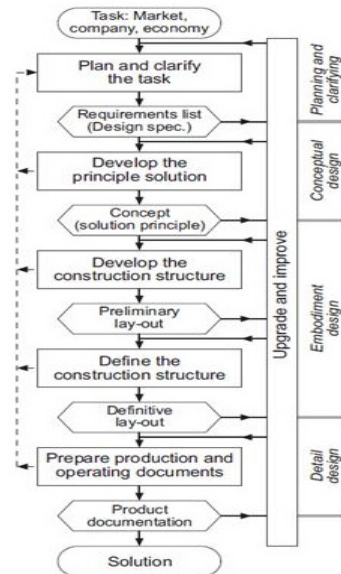 Task: Market,
company, economy
Plan and clarify
the task
Requirements list
(Design spec.)
Develop the
principle solution
Concept
(solution principle)
Develop the
construction structure
Preliminary
lay-out
Define the
construction structure
Definitive
lay-out
Prepare production and
operating documents
Product
documentation
Solution
Upgrade and improve
Planning and
clarifying
Conceptual
design
Embodiment design
Detail
design